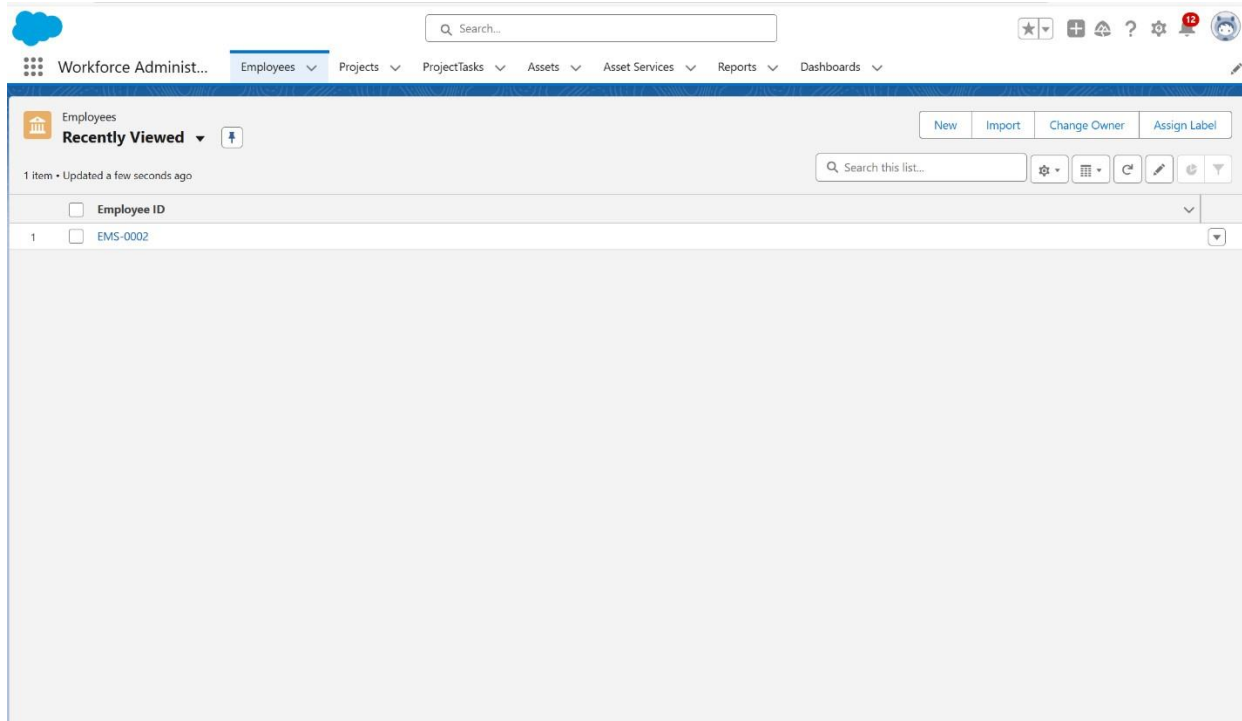 Search...
12
Workforce Administ...
Employees
Projects
ProjectTasks
Assets
Asset Services
Reports
Dashboards
Employees
Recently Viewed
New
Import
Change Owner
Assign Label
1 item • Updated a few seconds ago
Search this list...
Employee ID
1
EMS-0002